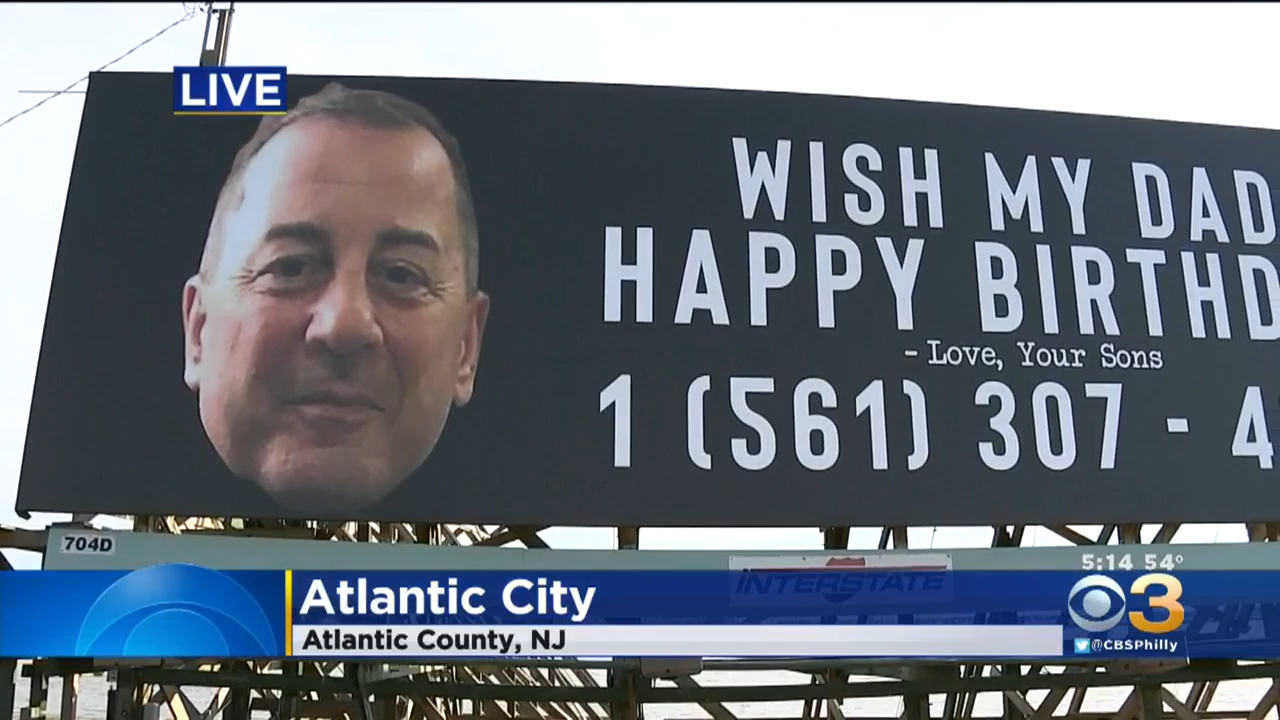 LIVE
WISH MY DAD
HAPPY BIRTHD
- Love, Your Sons
1 (561) 307 - 4
704D
INTERSTATE
5:14 54°
Atlantic City
3
Atlantic County, NJ
@CBSPhilly